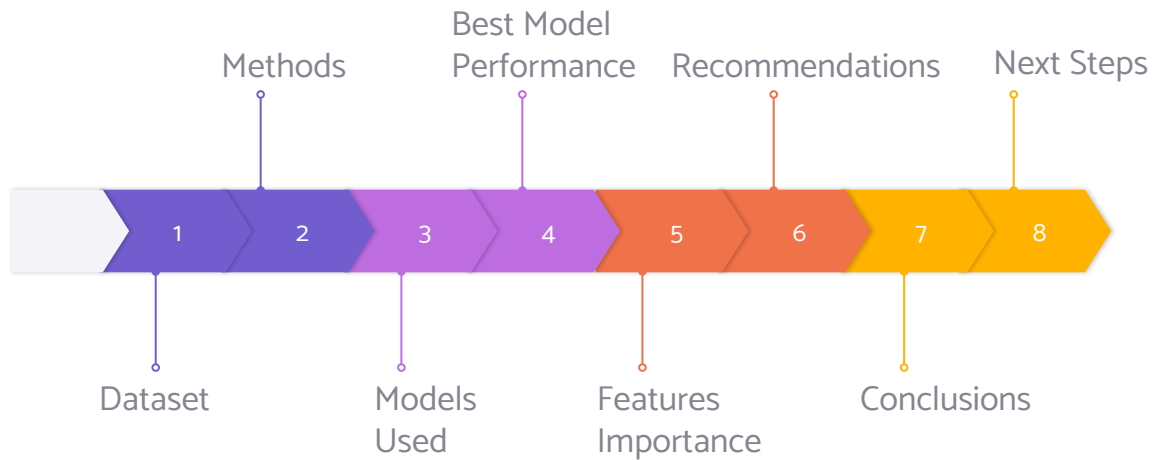 Best Model
Methods
Performance
Recommendations
Next Steps
1
2
3
4
5
6
7
8
Dataset
Models
Used
Features
Importance
Conclusions